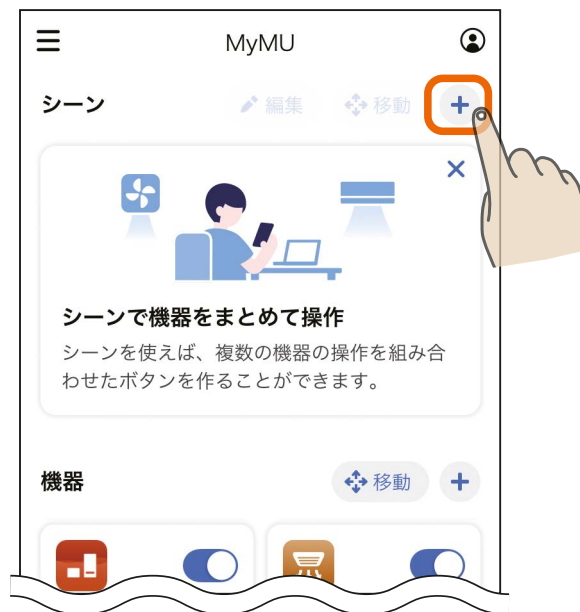 MyMU
シーン
編集
移動
シーンで機器をまとめて操作
シーンを使えば、複数の機器の操作を組み合
わせたボタンを作ることができます。
機器
移動